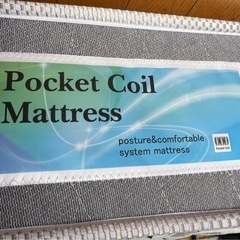 Pocket Coil
Mattress
posture&comfortable
system mattress